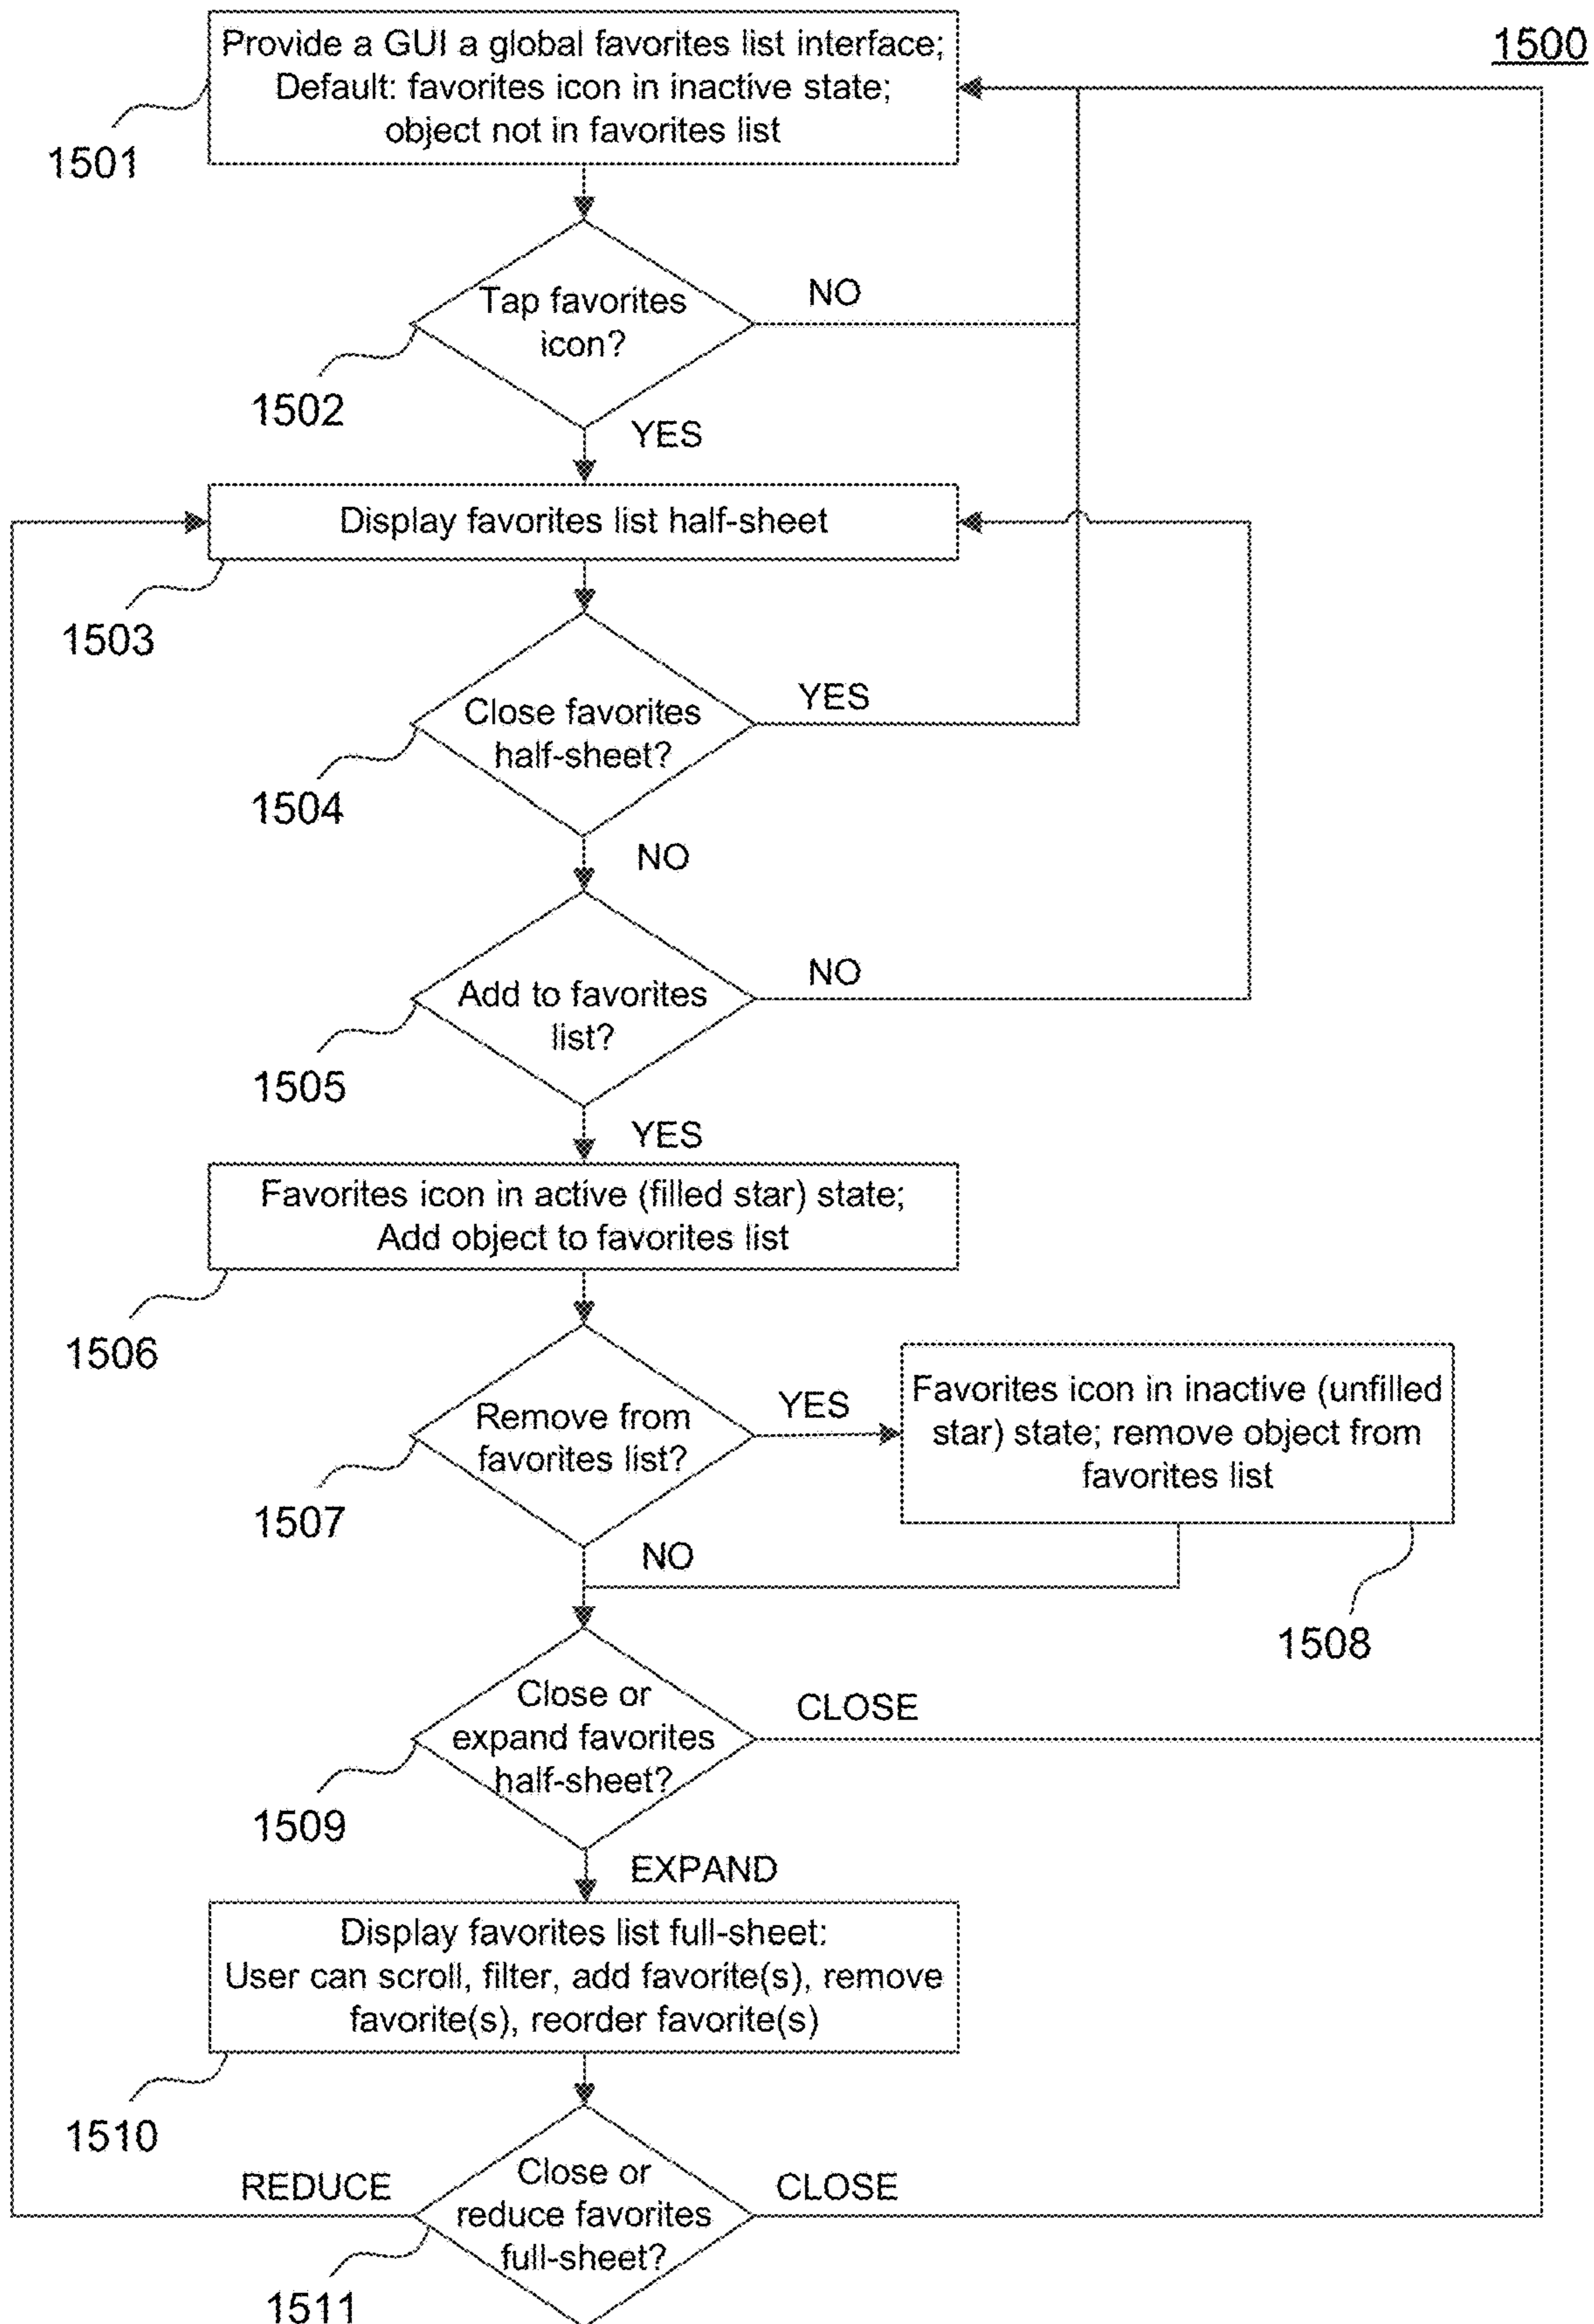 1500
Provide a GUI a global favorites list interface;
Default: favorites icon in inactive state;
object not in favorites list
1501
Tap favorites
icon?
NO
1502
YES
Display favorites list half-sheet
1503
Close favorites
half-sheet?
YES
1504
NO
Add to favorites
list?
NO
1505
YES
Favorites icon in active (filled star) state;
Add object to favorites list
1506
Remove from
favorites list?
YES
Favorites icon in inactive (unfilled
star) state; remove object from
favorites list
1507
NO
1508
Close or
expand favorites
half-sheet?
CLOSE
1509
EXPAND
Display favorites list full-sheet:
User can scroll, filter, add favorite(s), remove
favorite(s), reorder favorite(s)
1510
REDUCE
Close or
reduce favorites
full-sheet?
CLOSE
1511